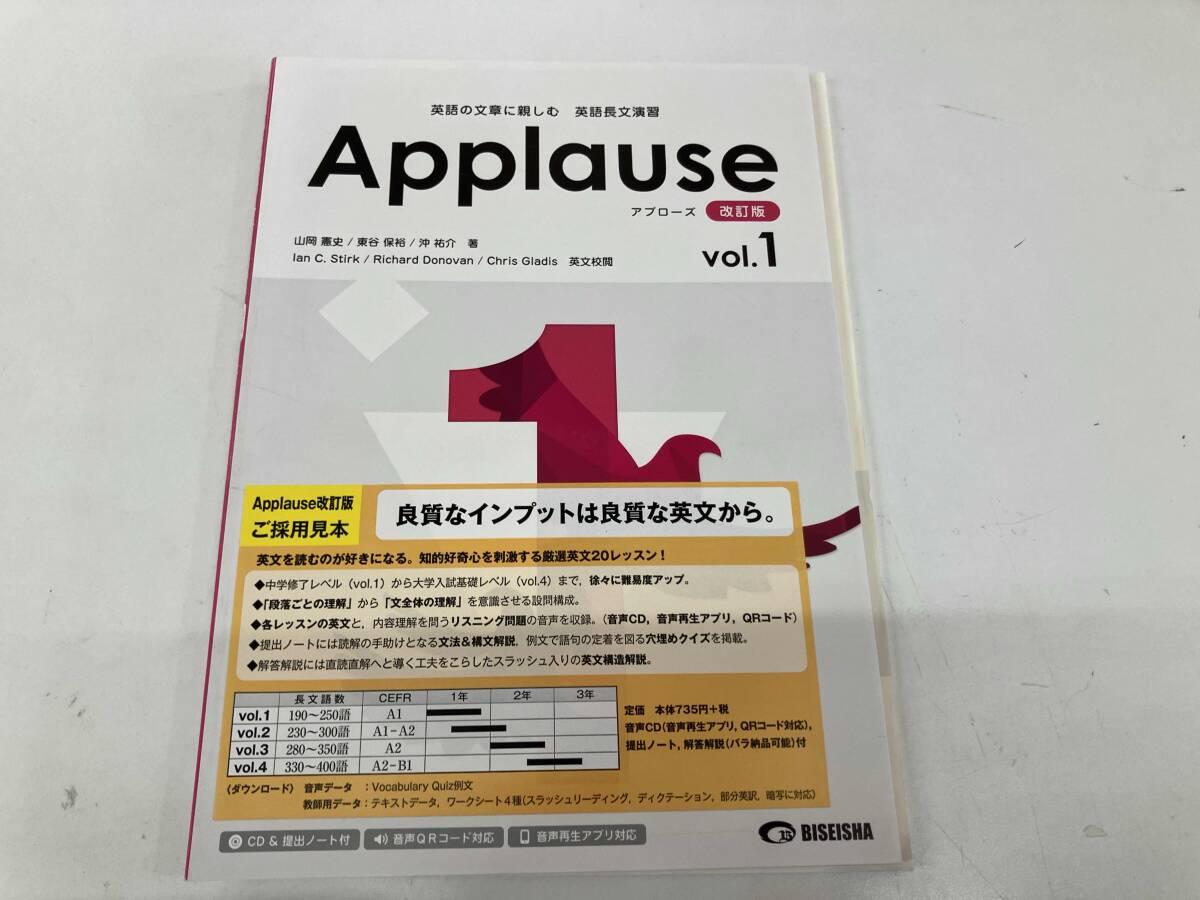 英語の文章に親しむ 英語長文演習
Applause
アプローズ 改訂版
山岡 憲史 / 東谷 保裕 / 沖 祐介 著
Ian C. Stirk / Richard Donovan / Chris Gladis 英文校閲
vol.1
1
Applause改訂版
ご採用見本
良質なインプットは良質な英文から。
英文を読むのが好きになる。知的好奇心を刺激する厳選英文20レッスン！
◆中学修了レベル（vol.1）から大学入試基礎レベル（vol.4）まで，徐々に難易度アップ。
◆「段落ごとの理解」から「文全体の理解」を意識させる設問構成。
◆各レッスンの英文と，内容理解を問うリスニング問題の音声を収録。（音声CD，音声再生アプリ，QRコード）
◆提出ノートには読解の手助けとなる文法＆構文解説，例文で語句の定着を図る穴埋めクイズを掲載。
◆解答解説には直読直解へと導く工夫をこらしたスラッシュ入りの英文構造解説。
長文語数 CEFR 1年 2年 3年
vol.1 190～250語 A1
vol.2 230～300語 A1-A2
vol.3 280～350語 A2
vol.4 330～400語 A2-B1
定価 本体735円＋税
音声CD（音声再生アプリ，QRコード対応），
提出ノート，解答解説（バラ納品可能）付
〈ダウンロード〉 音声データ ：Vocabulary Quiz例文
教師用データ：テキストデータ，ワークシート4種（スラッシュリーディング，ディクテーション，部分英訳，暗写に対応）
CD & 提出ノート付 音声QRコード対応 音声再生アプリ対応
BISEISHA